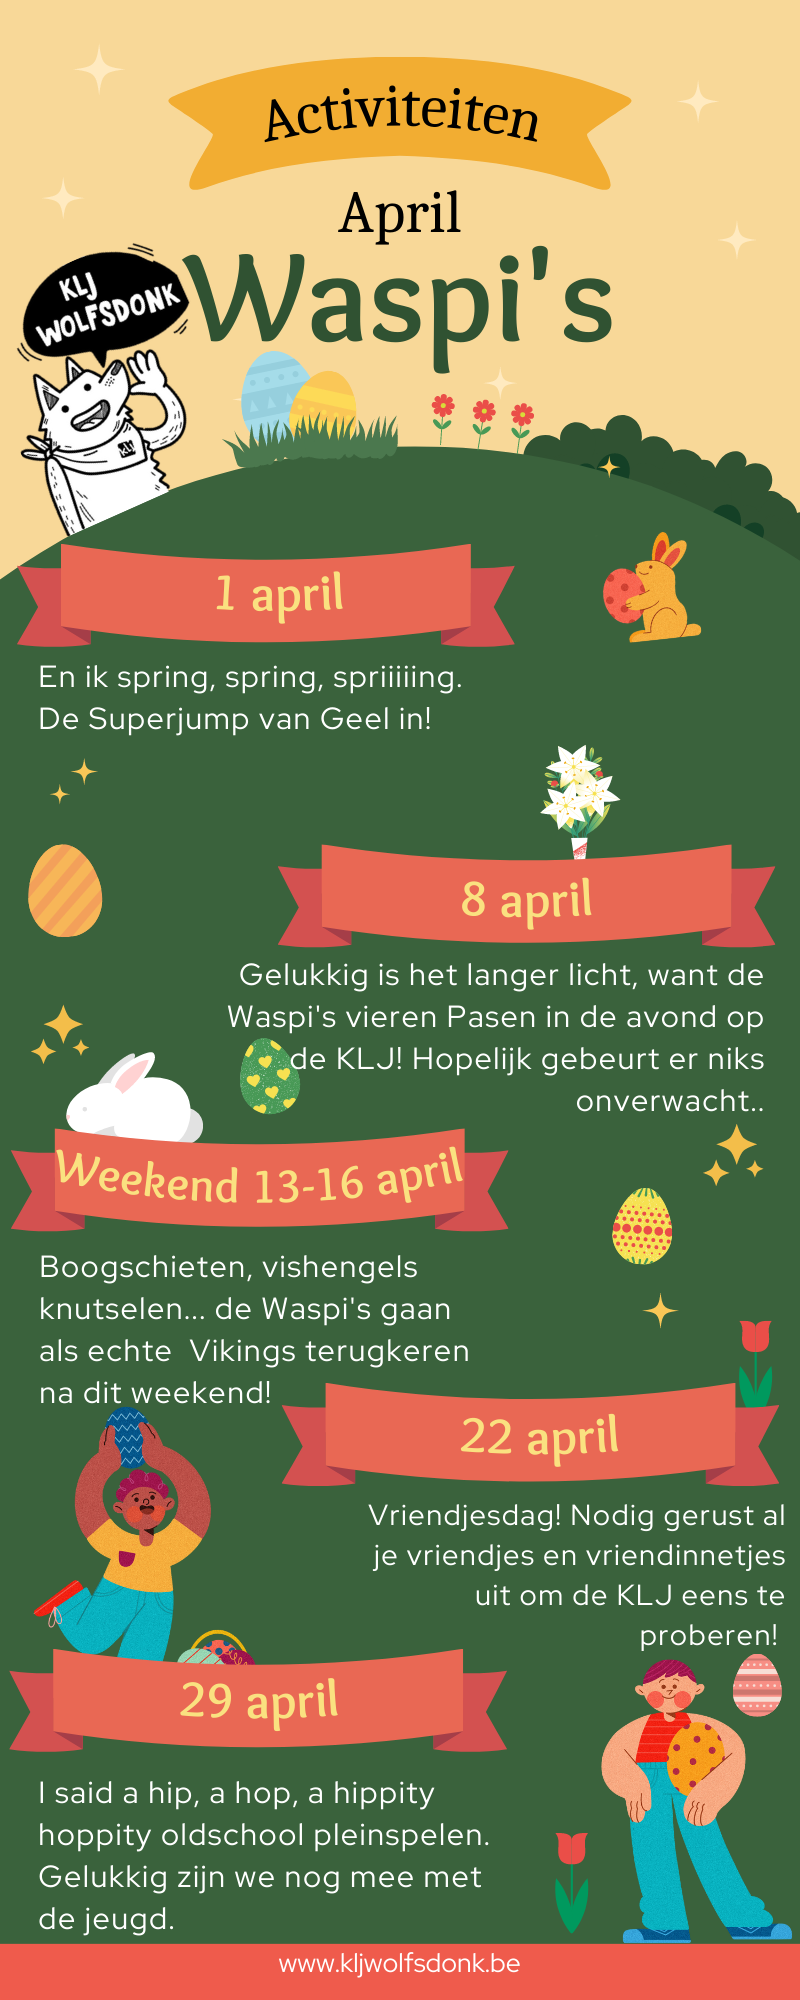 Activiteiten
April
KLJ
WOLFSDONK
Waspi's
KLJ
1 april
En ik spring, spring, spriiiiing.
De Superjump van Geel in!
8 april
Gelukkig is het langer licht, want de
Waspi's vieren Pasen in de avond op
de KLJ! Hopelijk gebeurt er niks
onverwacht..
Weekend 13-16 april
Boogschieten, vishengels
knutselen... de Waspi's gaan
als echte  Vikings terugkeren
na dit weekend!
22 april
Vriendjesdag! Nodig gerust al
je vriendjes en vriendinnetjes
uit om de KLJ eens te
proberen!
29 april
I said a hip, a hop, a hippity
hoppity oldschool pleinspelen.
Gelukkig zijn we nog mee met
de jeugd.
www.kljwolfsdonk.be